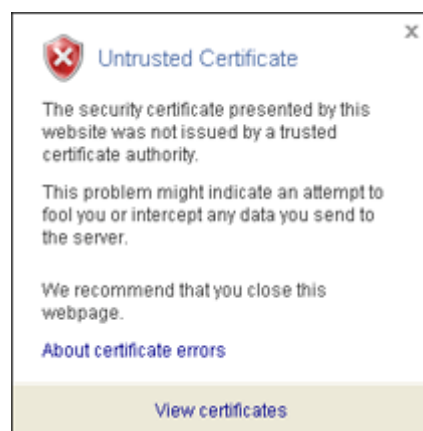 Untrusted Certificate
The security certificate presented by this
website was not issued by a trusted
certificate authority.
This problem might indicate an attempt to
fool you or intercept any data you send to
the server.
We recommend that you close this
webpage.
About certificate errors
View certificates